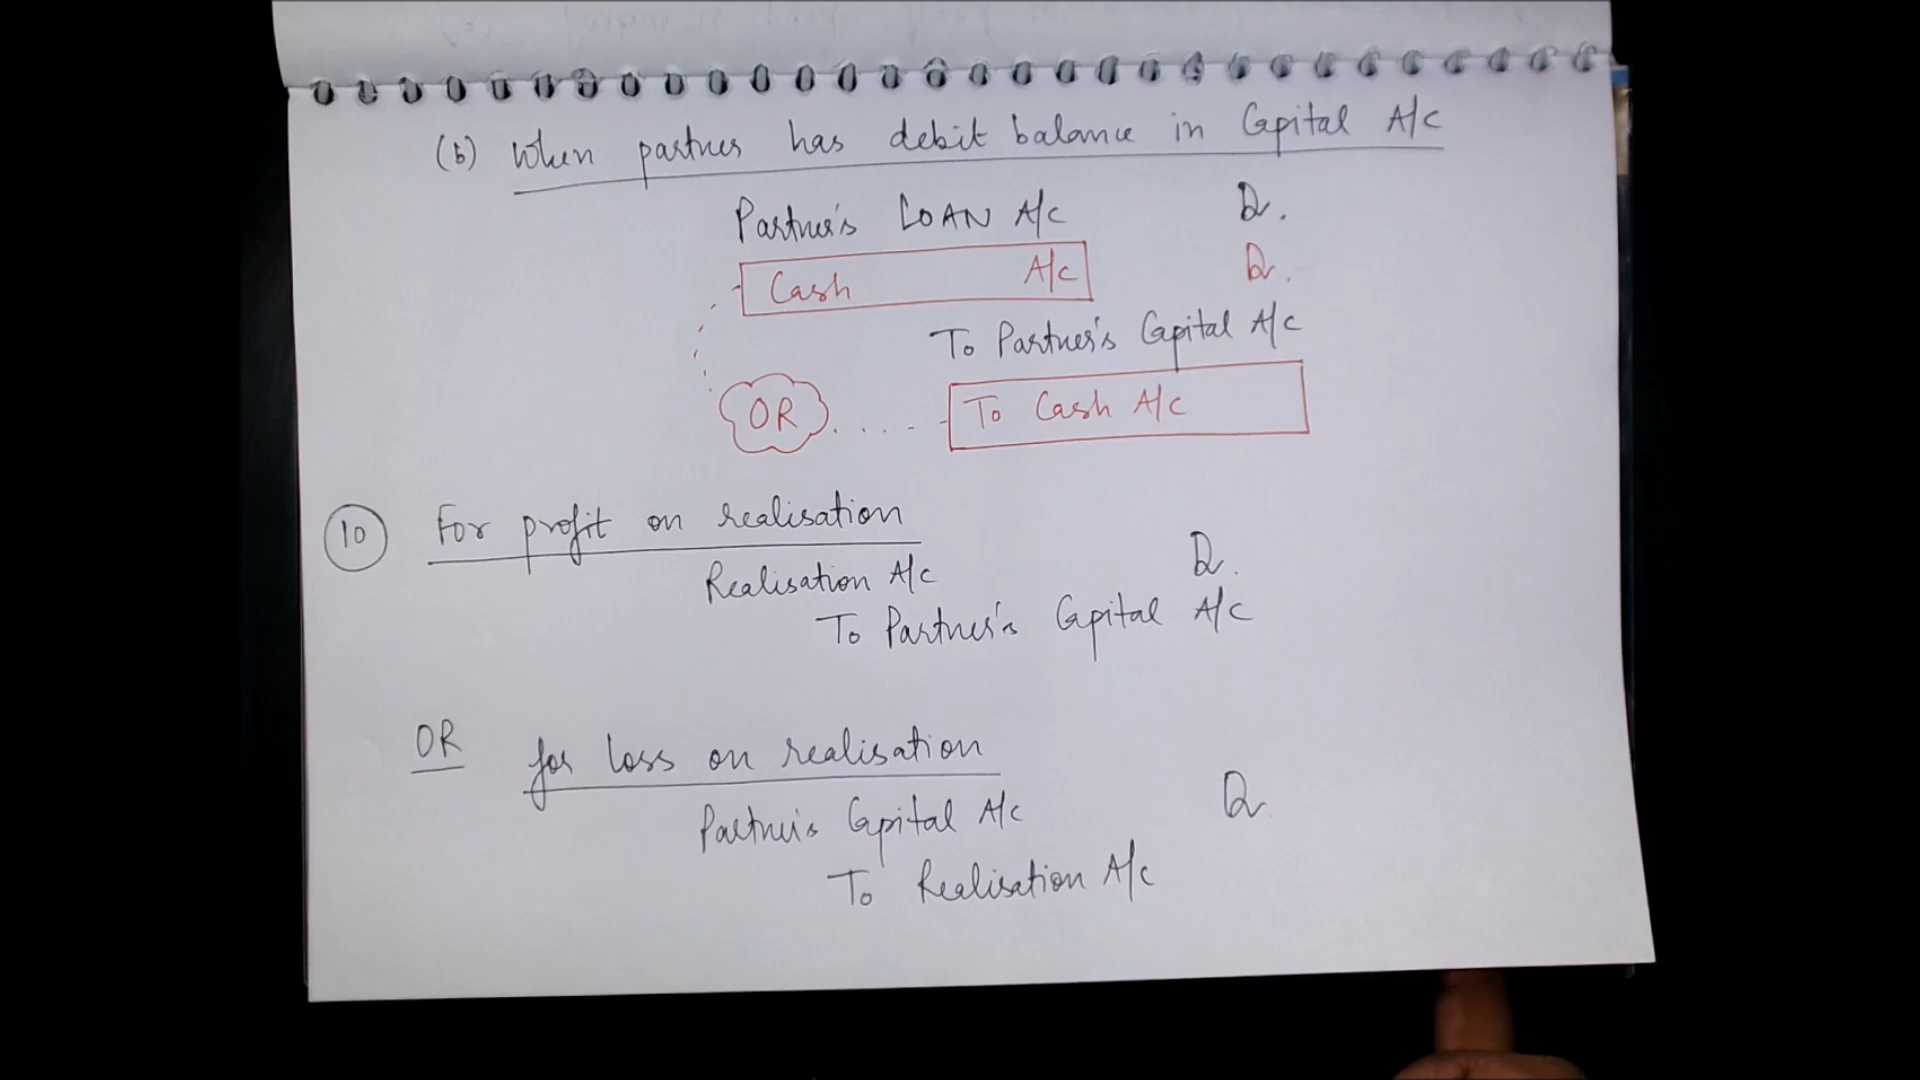 (b) When partner has debit balance in Capital A/c
Partner's LOAN A/c Dr.
Cash A/c Dr.
To Partner's Capital A/c
OR .... To Cash A/c
10 For profit on realisation
Realisation A/c Dr.
To Partner's Capital A/c
OR for loss on realisation
Partner's Capital A/c Dr
To Realisation A/c